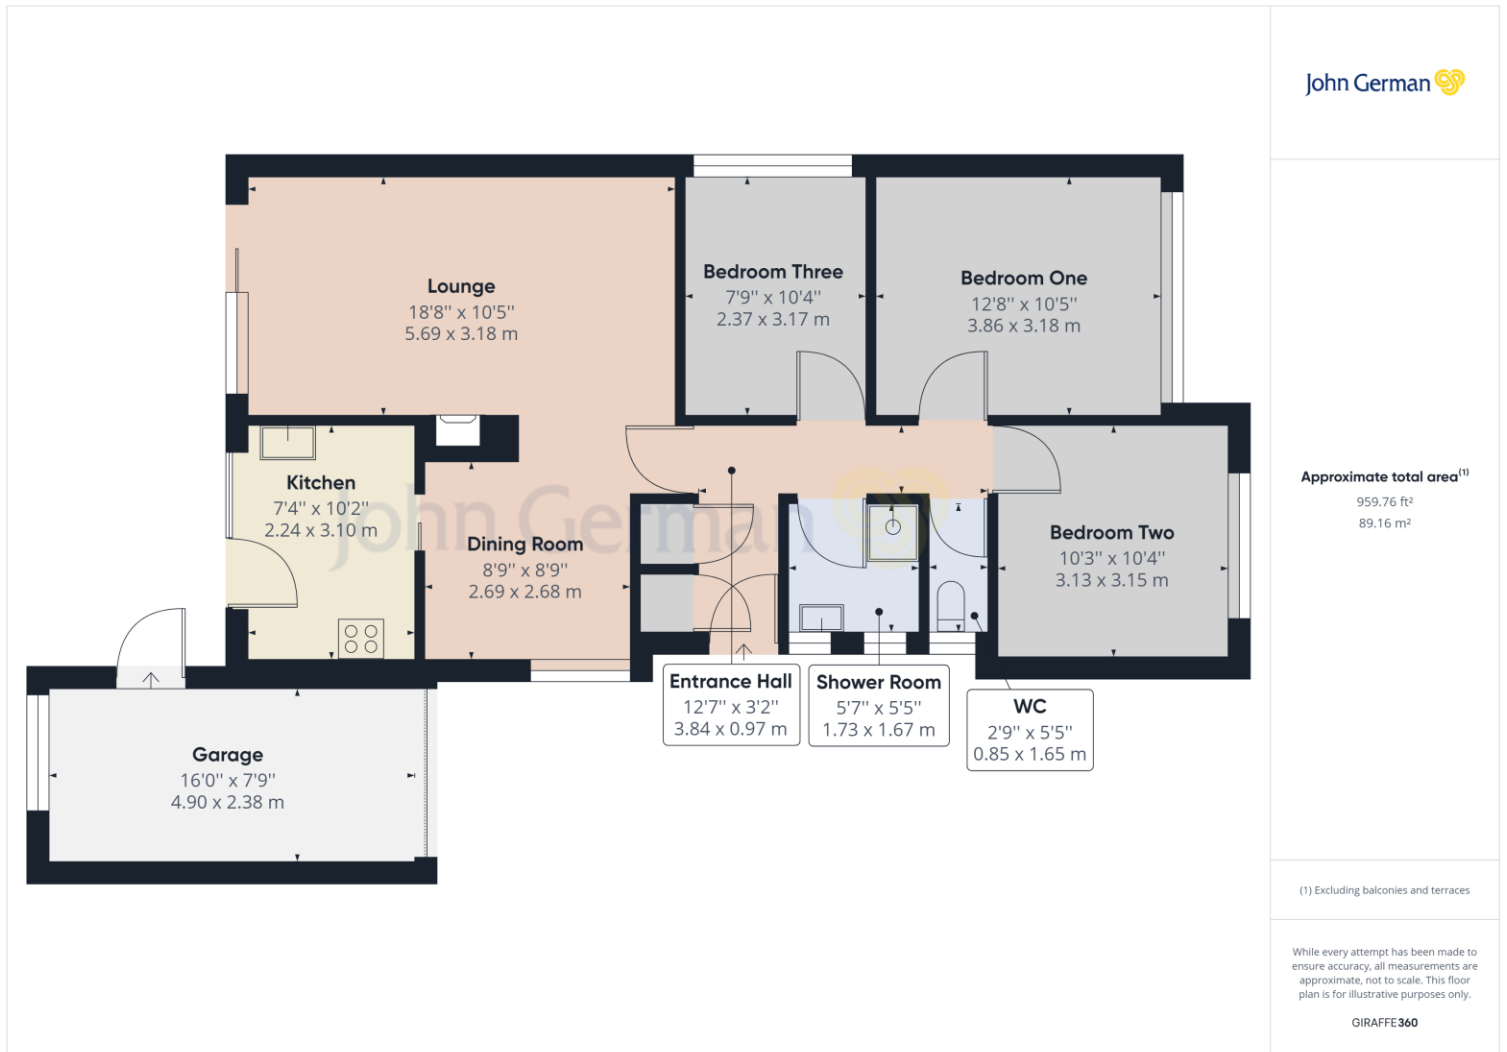 John German
Lounge
18'8'' x 10'5''
5.69 x 3.18 m
Bedroom Three
7'9'' x 10'4''
2.37 x 3.17 m
Bedroom One
12'8'' x 10'5''
3.86 x 3.18 m
Kitchen
7'4'' x 10'2''
2.24 x 3.10 m
Dining Room
8'9'' x 8'9''
2.69 x 2.68 m
Bedroom Two
10'3'' x 10'4''
3.13 x 3.15 m
John German
Entrance Hall
12'7'' x 3'2''
3.84 x 0.97 m
Shower Room
5'7'' x 5'5''
1.73 x 1.67 m
WC
2'9'' x 5'5''
0.85 x 1.65 m
Garage
16'0'' x 7'9''
4.90 x 2.38 m
Approximate total area(1)
959.76 ft²
89.16 m²
(1) Excluding balconies and terraces
While every attempt has been made to
ensure accuracy, all measurements are
approximate, not to scale. This floor
plan is for illustrative purposes only.
GIRAFFE360